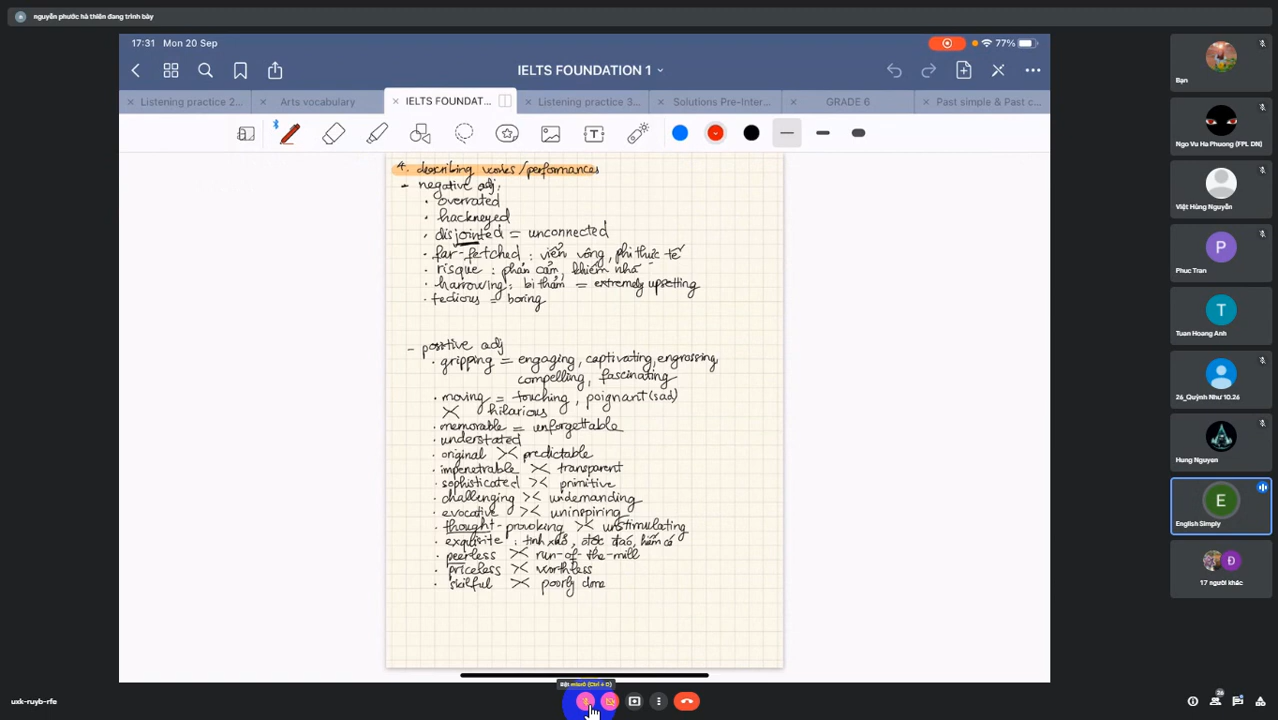 nguyễn phước hà thiên đang trình bày
17:31 Mon 20 Sep
77%
IELTS FOUNDATION 1
Listening practice 2...
Arts vocabulary
IELTS FOUNDAT...
Listening practice 3...
Solutions Pre-Inter...
GRADE 6
Past simple & Past c...
4. describing works/performances
- negative adj:
• overrated
• hackneyed
• disjointed = unconnected
• far-fetched : viển vông, phi thực tế
• risque : phản cảm, khiếm nhã
• harrowing : bi thảm = extremely upsetting
• tedious = boring
- positive adj
• gripping = engaging, captivating, engrossing
compelling, fascinating
• moving = touching, poignant (sad)
>< hilarious
• memorable = unforgettable
• understated
• original >< predictable
• impenetrable >< transparent
• sophisticated >< primitive
• challenging >< undemanding
• evocative >< uninspiring
• thought-provoking >< unstimulating
• exquisite : tinh xảo, độc đáo, hiếm có
• peerless >< run-of-the-mill
• priceless >< worthless
• skilful >< poorly done
Bạn
Ngo Vu Ha Phuong (FPL DN)
Việt Hùng Nguyễn
Phuc Tran
Tuan Hoang Anh
26_Quỳnh Như 10.26
Hung Nguyen
English Simply
17 người khác
Bật micrô (Ctrl + D)
uxk-ruyb-rfe
26